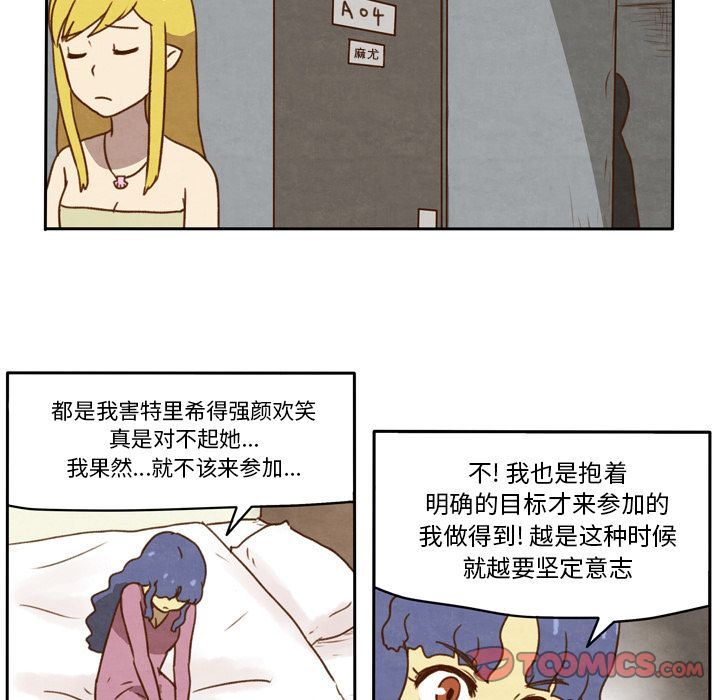 A04
麻尤
都是我害特里希得强颜欢笑
真是对不起她...
我果然...就不该来参加...
不! 我也是抱着
明确的目标才来参加的
我做得到! 越是这种时候
就越要坚定意志
TOOMICS.COM